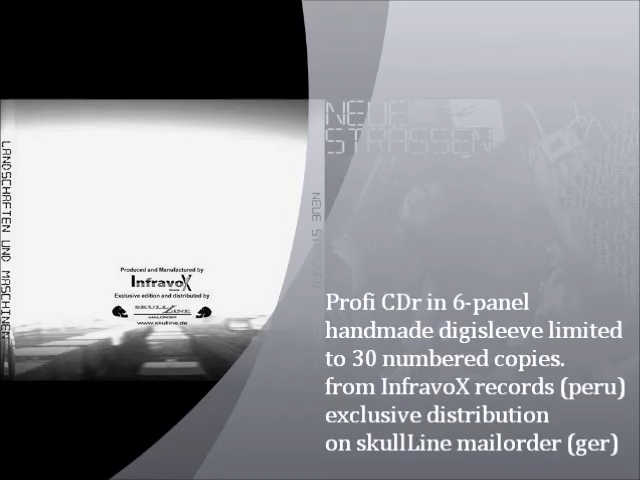 LANDSCHAFTEN UND MASCHINEN
Produced and Manufactured by
InfravoX
Exclusive edition and distributed by
SKULLLINE
MAILORDER
www.skullline.de
NEUE
STRASSEN
NEUE STRASSEN
Profi CDr in 6-panel
handmade digisleeve limited
to 30 numbered copies.
from InfravoX records (peru)
exclusive distribution
on skullLine mailorder (ger)